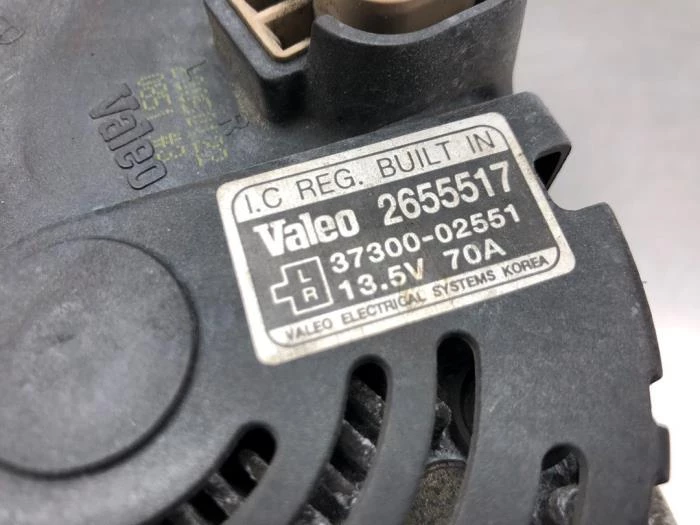 I.C REG. BUILT IN
Valeo 2655517
37300-02551
L
R
13.5V 70A
VALEO ELECTRICAL SYSTEMS KOREA
Valeo
R